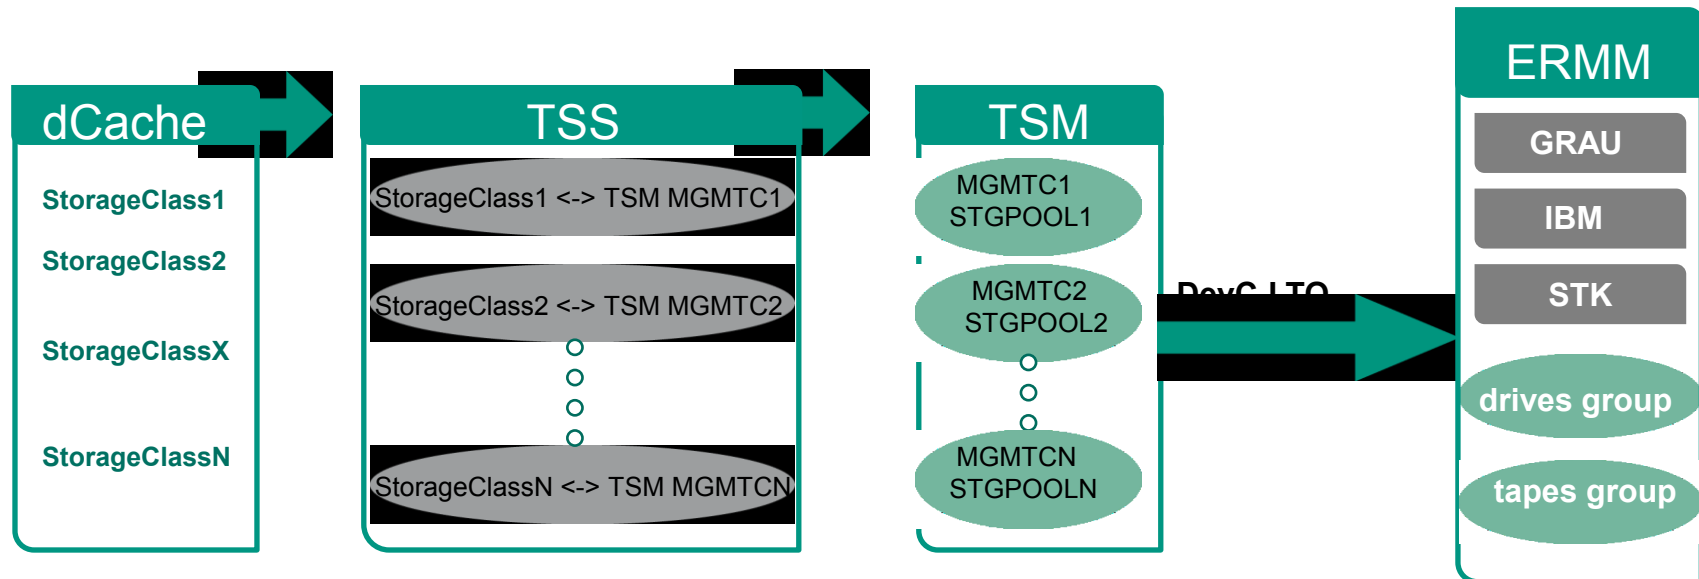 dCache
StorageClass1
StorageClass2
StorageClassX
StorageClassN
TSS
StorageClass1 <-> TSM MGMTC1
StorageClass2 <-> TSM MGMTC2
StorageClassN <-> TSM MGMTCN
TSM
MGMTC1
STGPOOL1
MGMTC2
STGPOOL2
MGMTCN
STGPOOLN
ERMM
GRAU
IBM
STK
drives group
tapes group